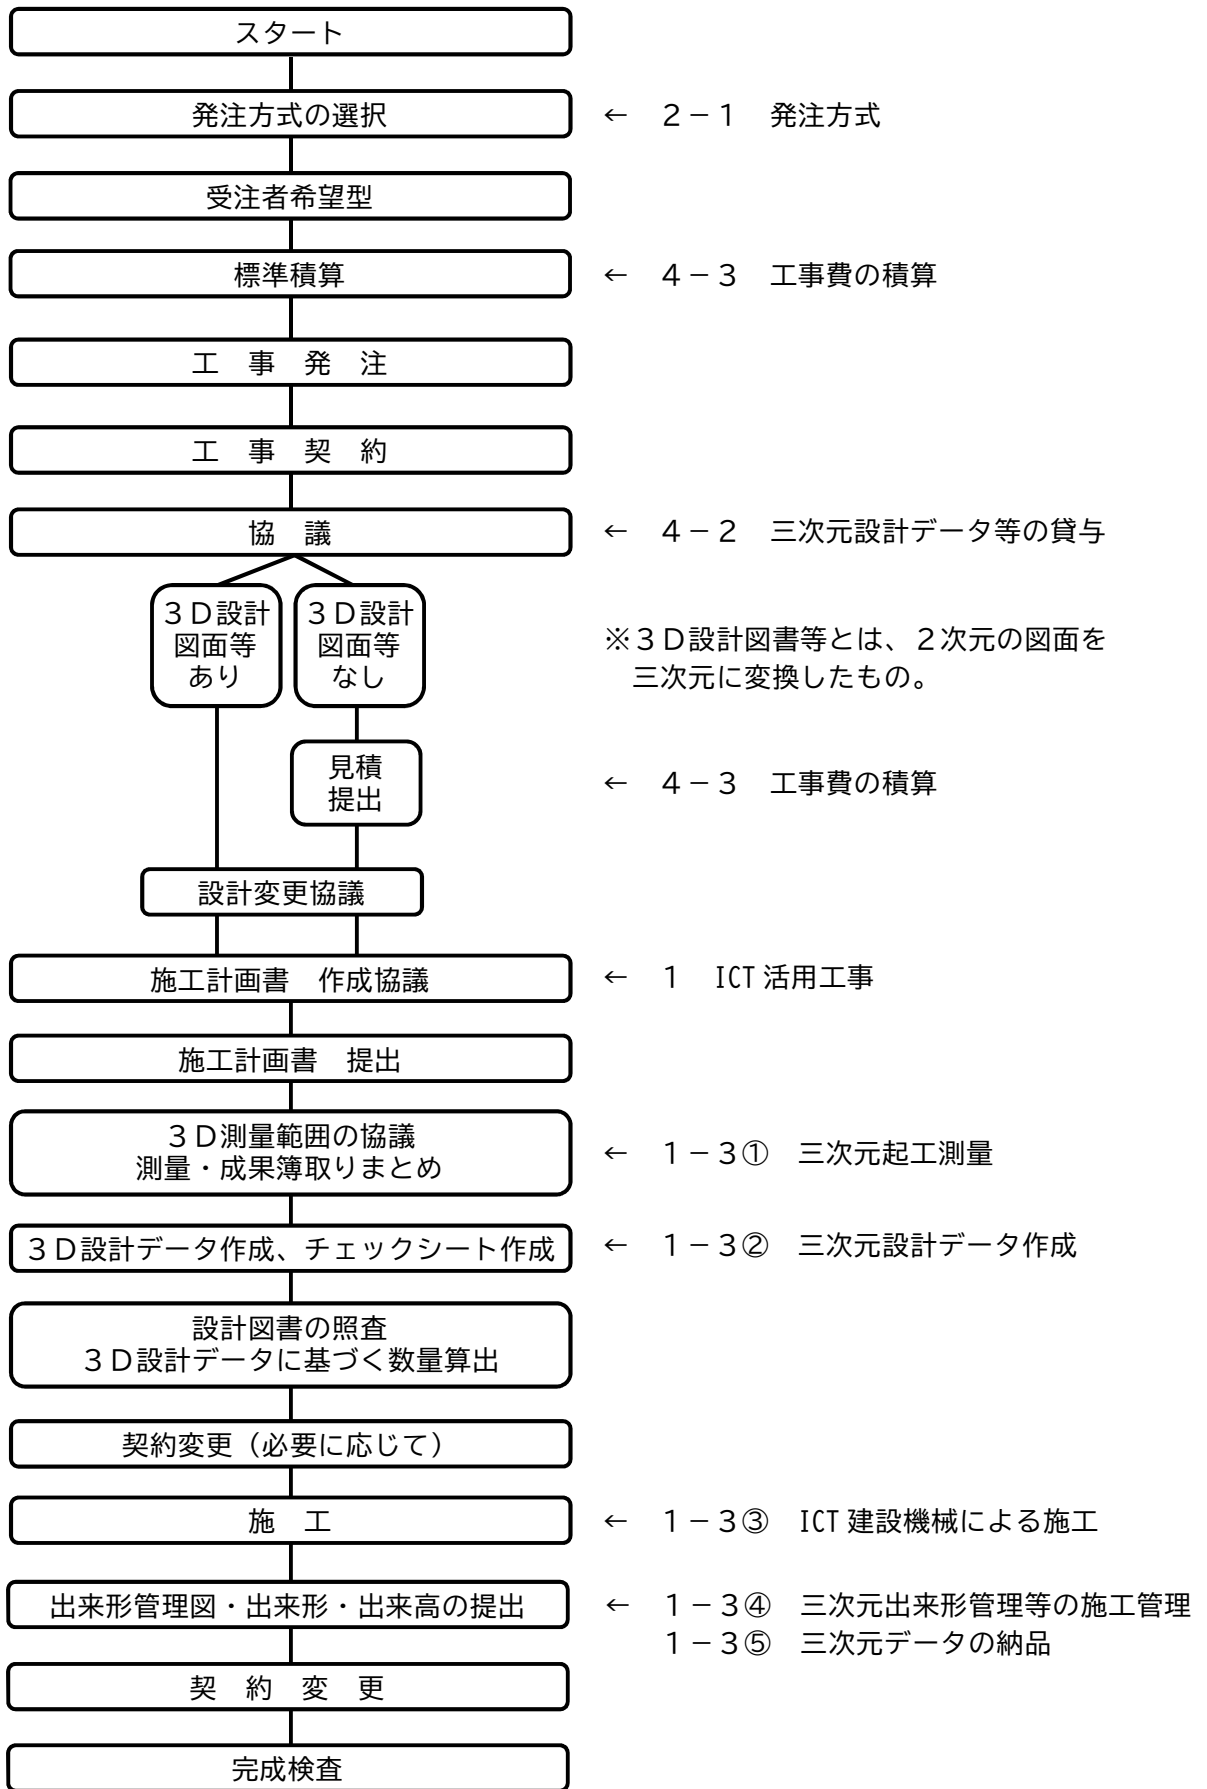 スタート
発注方式の選択
← 2－1 発注方式
受注者希望型
標準積算
← 4－3 工事費の積算
工 事 発 注
工 事 契 約
協 議
← 4－2 三次元設計データ等の貸与
3D設計
図面等
あり
3D設計
図面等
なし
※3D設計図書等とは、2次元の図面を
三次元に変換したもの。
見積
提出
← 4－3 工事費の積算
設計変更協議
施工計画書 作成協議
← 1 ICT活用工事
施工計画書 提出
3D測量範囲の協議
測量・成果簿取りまとめ
← 1－3① 三次元起工測量
3D設計データ作成、チェックシート作成
← 1－3② 三次元設計データ作成
設計図書の照査
3D設計データに基づく数量算出
契約変更（必要に応じて）
施 工
← 1－3③ ICT建設機械による施工
出来形管理図・出来形・出来高の提出
← 1－3④ 三次元出来形管理等の施工管理
1－3⑤ 三次元データの納品
契 約 変 更
完成検査